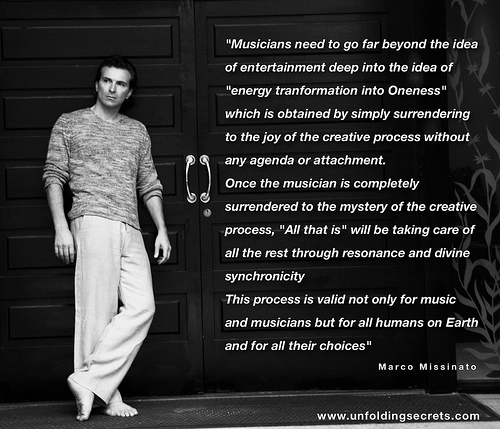 "Musicians need to go far beyond the idea
of entertainment deep into the idea of
"energy tranformation into Oneness"
which is obtained by simply surrendering
to the joy of the creative process without
any agenda or attachment.
Once the musician is completely
surrendered to the mystery of the creative
process, "All that is" will be taking care of
all the rest through resonance and divine
synchronicity
This process is valid not only for music
and musicians but for all humans on Earth
and for all their choices"
Marco Missinato
www.unfoldingsecrets.com